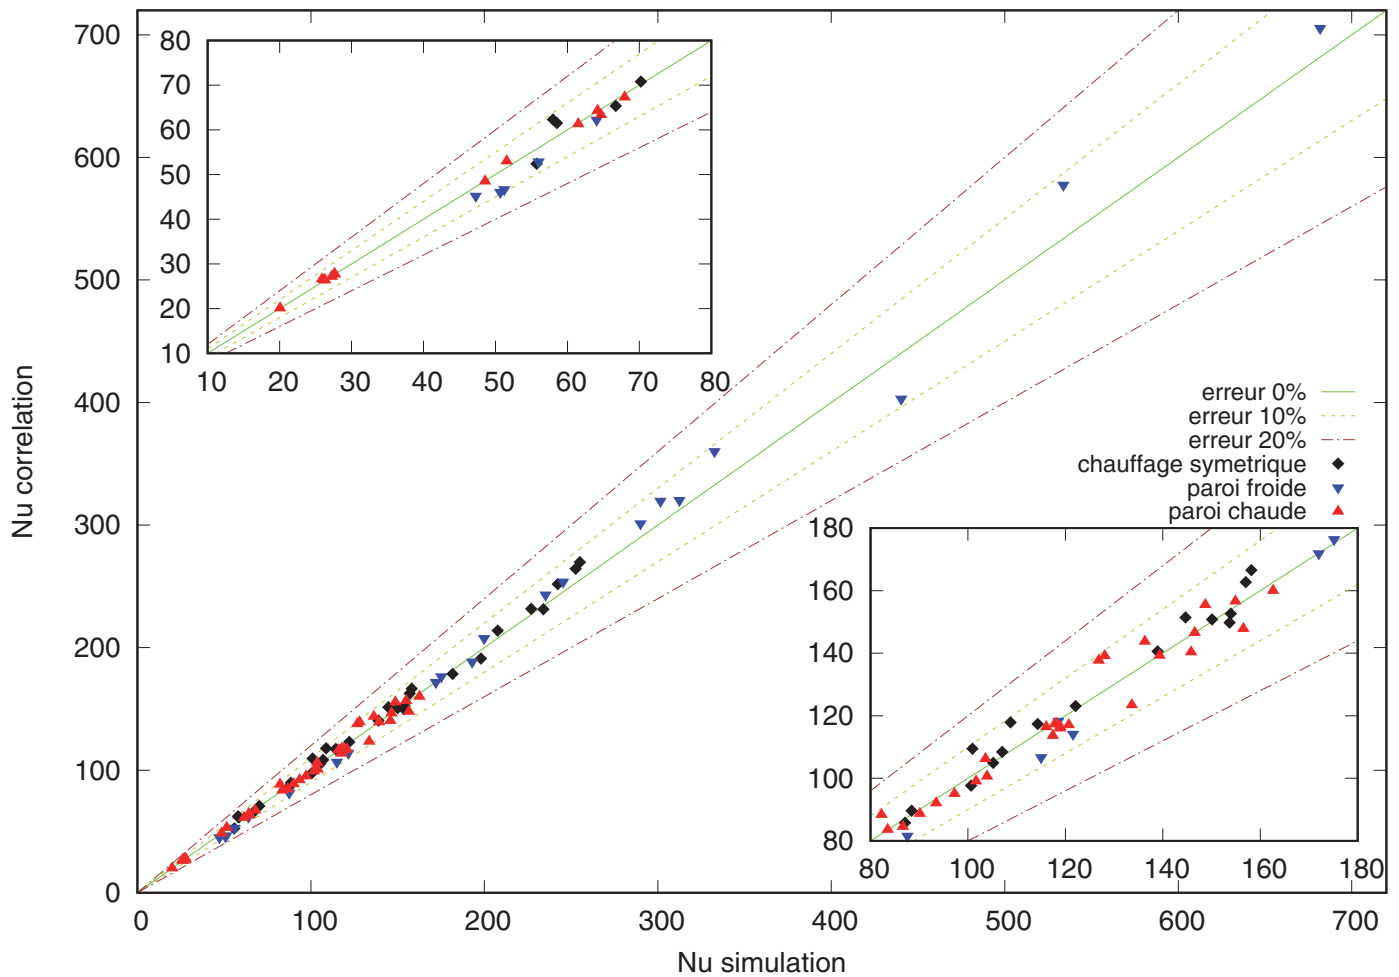 700
600
500
400
300
200
100
0
Nu correlation
0 100 200 300 400 500 600 700
Nu simulation
80
70
60
50
40
30
20
10
10 20 30 40 50 60 70 80
erreur 0%
erreur 10%
erreur 20%
chauffage symetrique
paroi froide
paroi chaude
180
160
140
120
100
80
80 100 120 140 160 180